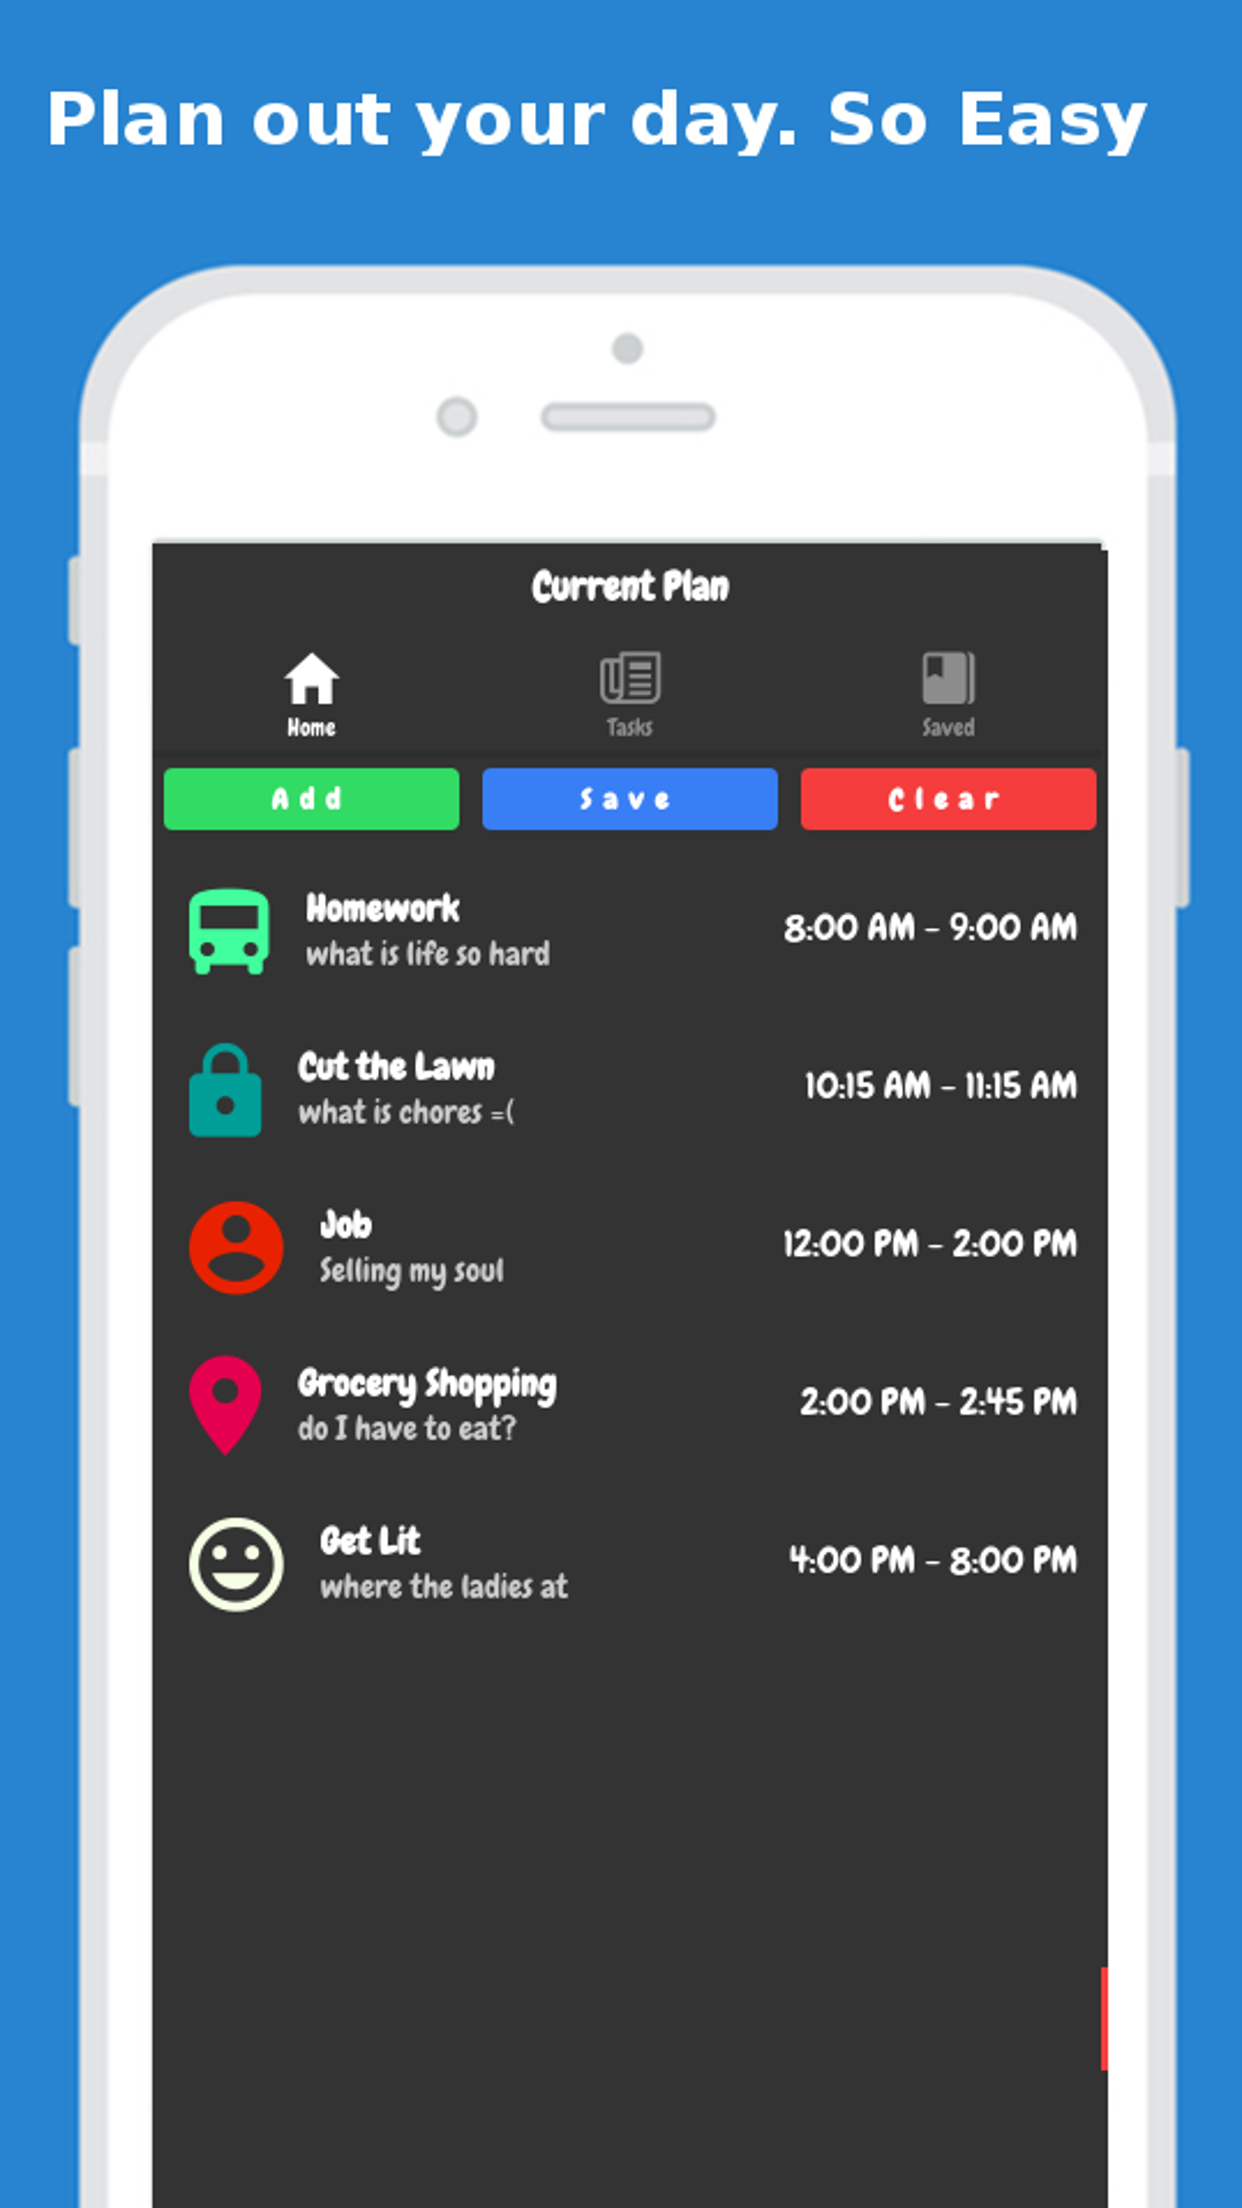 Plan out your day. So Easy
Current Plan
Home
Tasks
Saved
Add
Save
Clear
Homework
what is life so hard
8:00 AM - 9:00 AM
Cut the Lawn
what is chores =(
10:15 AM - 11:15 AM
Job
Selling my soul
12:00 PM - 2:00 PM
Grocery Shopping
do I have to eat?
2:00 PM - 2:45 PM
Get Lit
where the ladies at
4:00 PM - 8:00 PM